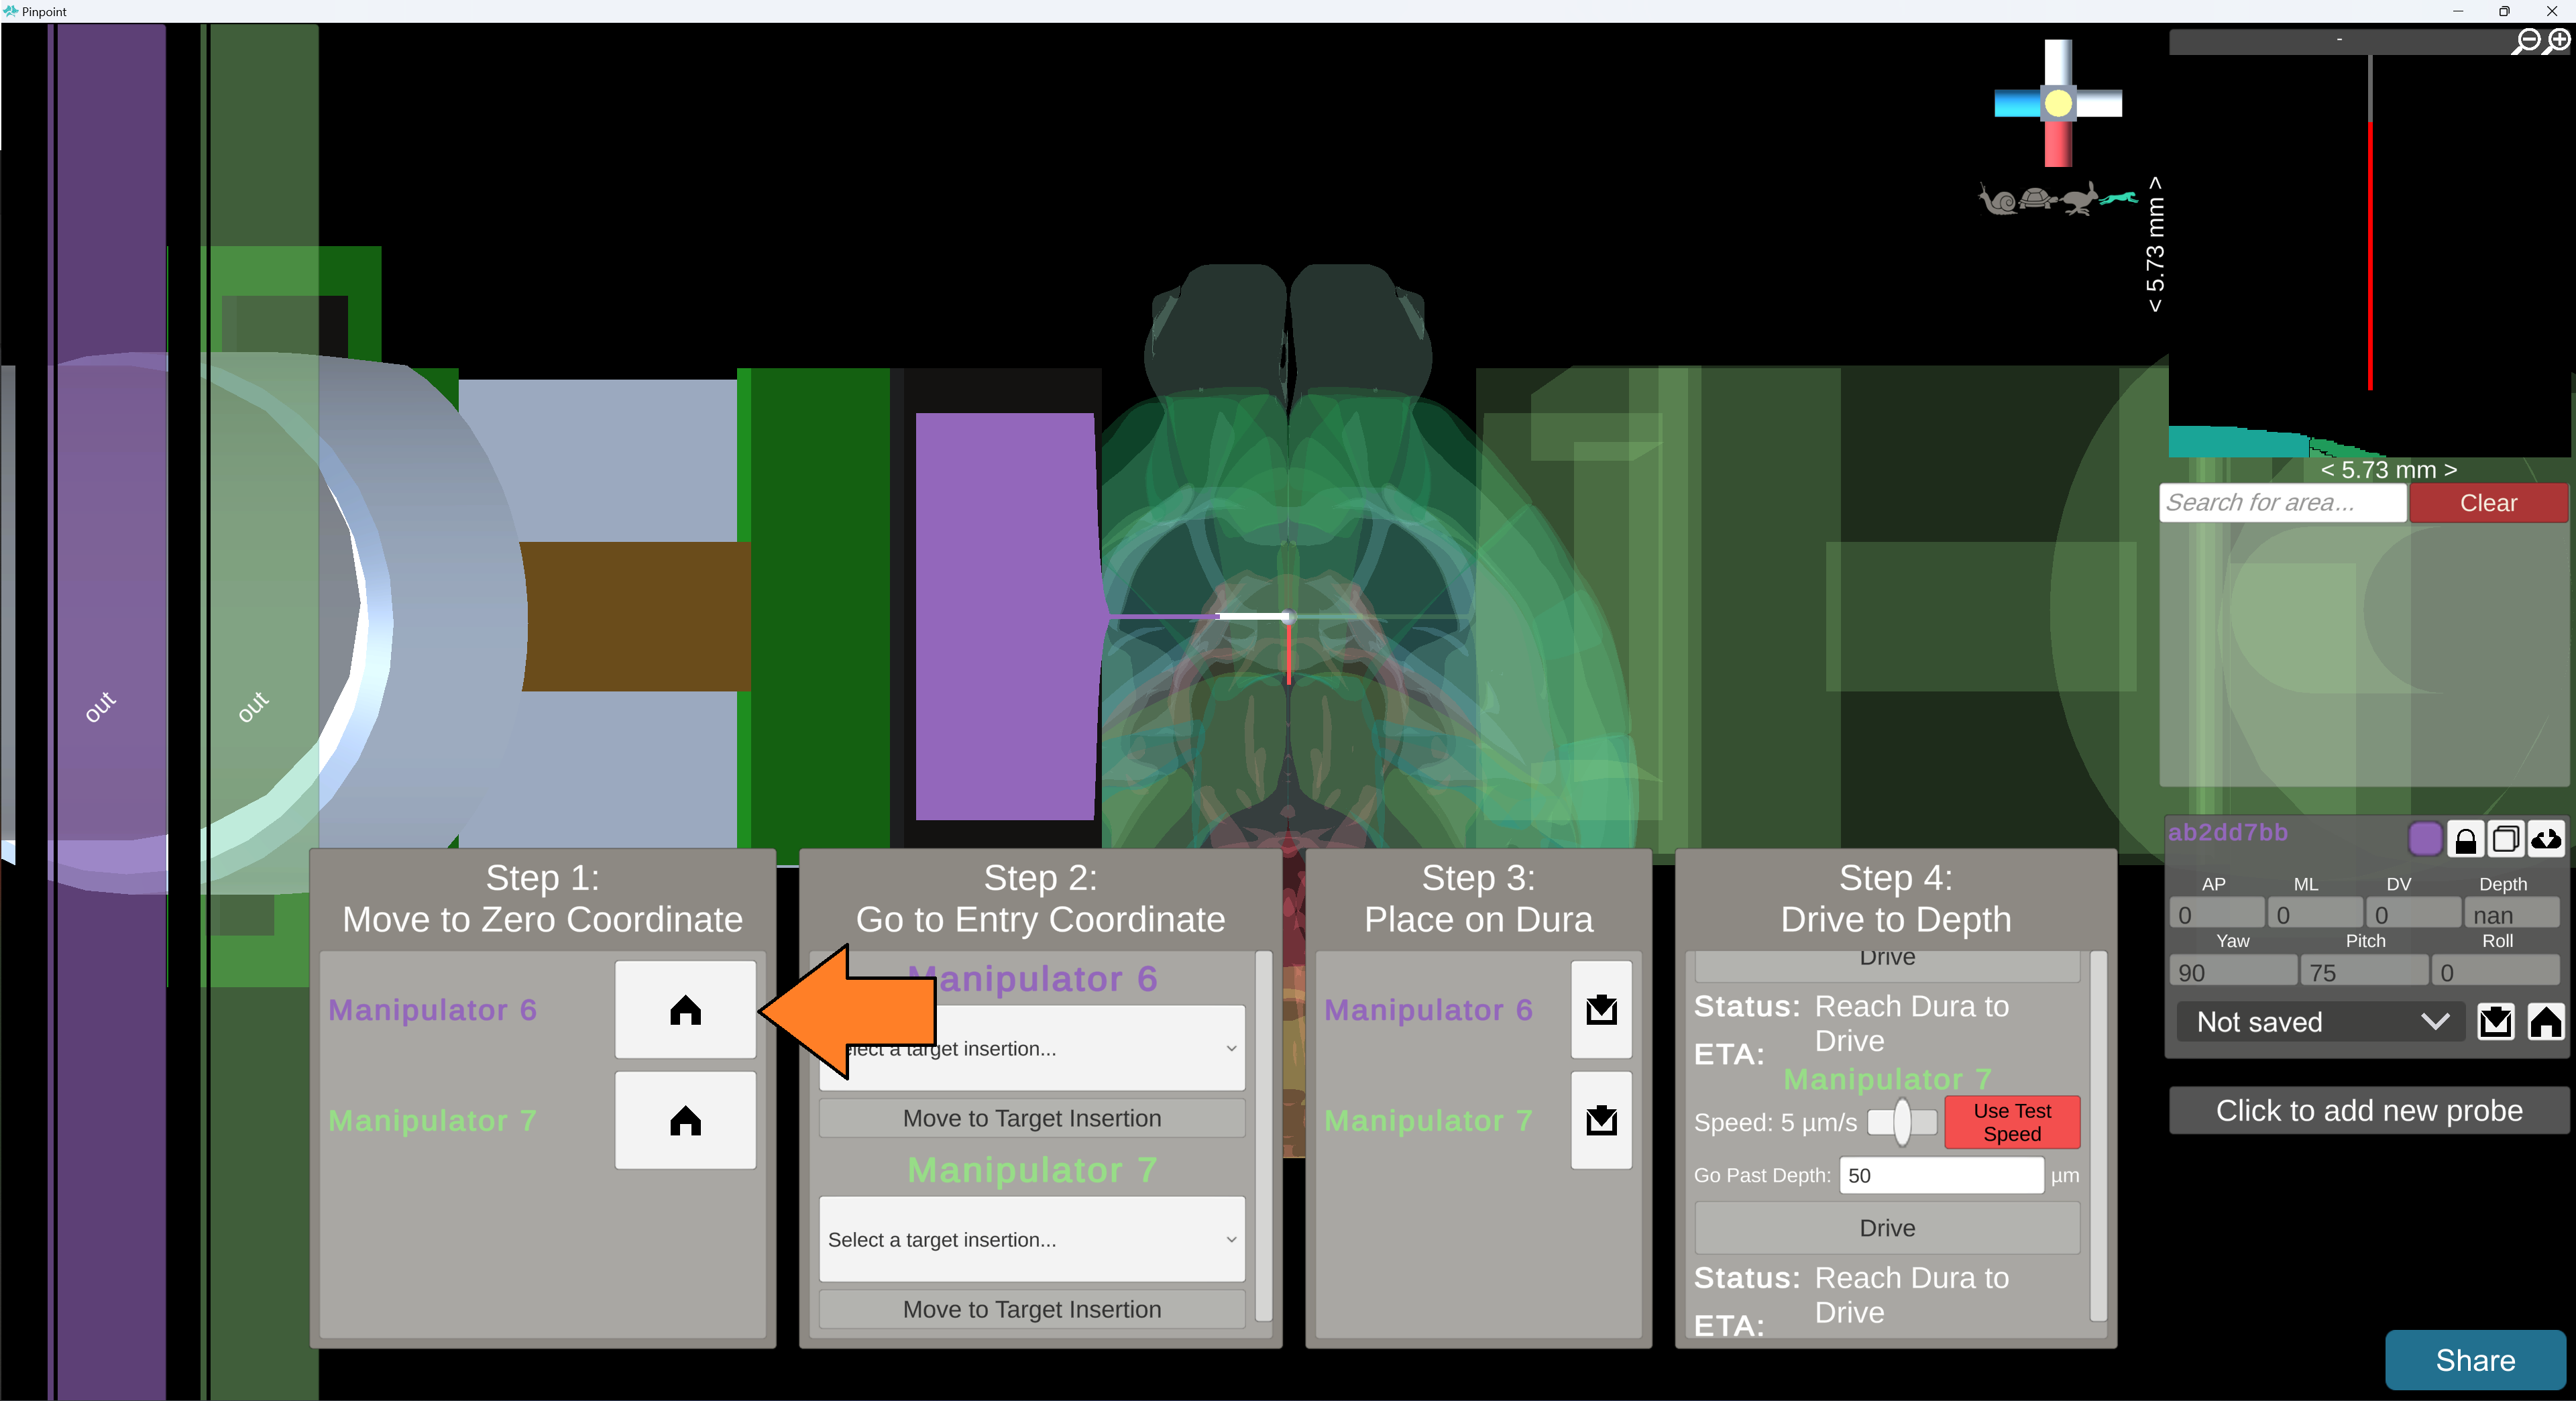 Pinpoint
-
< 5.73 mm >
< 5.73 mm >
Search for area...
Clear
out
out
ab2dd7bb
AP
ML
DV
Depth
0
0
0
nan
Yaw
Pitch
Roll
90
75
0
Not saved
Click to add new probe
Share
Step 1:
Move to Zero Coordinate
Manipulator 6
Manipulator 7
Step 2:
Go to Entry Coordinate
Manipulator 6
Select a target insertion...
Move to Target Insertion
Manipulator 7
Select a target insertion...
Move to Target Insertion
Step 3:
Place on Dura
Manipulator 6
Manipulator 7
Step 4:
Drive to Depth
Drive
Status: Reach Dura to
Drive
ETA:
Manipulator 7
Speed: 5 µm/s
Use Test
Speed
Go Past Depth: 50 µm
Drive
Status: Reach Dura to
Drive
ETA: